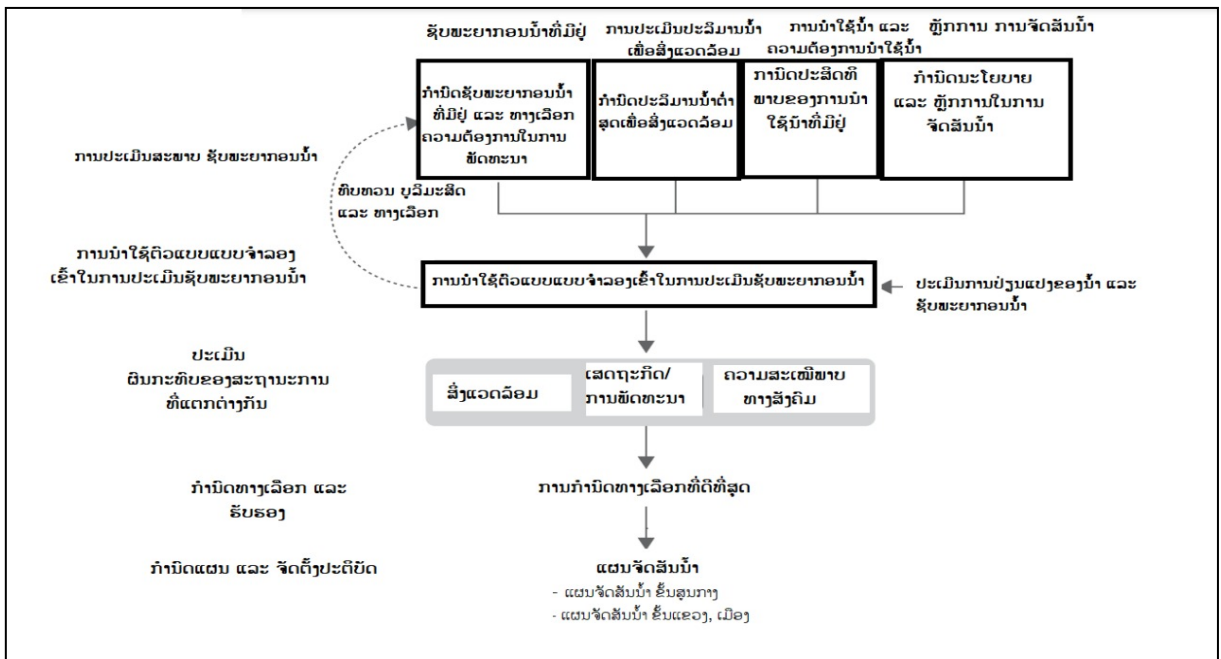 ຊັບພະຍາກອນນ້ຳທີ່ມີຢູ່
ການປະເມີນປະລິມານນ້ຳ
ເພື່ອສິ່ງແວດລ້ອມ
ການນຳໃຊ້ນ້ຳ ແລະ
ຄວາມຕ້ອງການນຳໃຊ້ນ້ຳ
ຫຼັກການ ການຈັດສັນນ້ຳ
ກຳນົດຊັບພະຍາກອນນ້ຳ
ທີ່ມີຢູ່ ແລະ ທາງເລືອກ
ຄວາມຕ້ອງການໃນການ
ພັດທະນາ
ກຳນົດປະລິມານນ້ຳຕ່ຳ
ສຸດເພື່ອສິ່ງແວດລ້ອມ
ການົດປະສິດທິ
ພາບຂອງການນຳ
ໃຊ້ນ້ຳທີ່ມີຢູ່
ກຳນົດນະໂຍບາຍ
ແລະ ຫຼັກການໃນການ
ຈັດສັນນ້ຳ
ການປະເມີນສະພາບ ຊັບພະຍາກອນນ້ຳ
ທົບທວນ ບູລິມະສິດ
ແລະ ທາງເລືອກ
ການນຳໃຊ້ຕົວແບບແບບຈຳລອງ
ເຂົ້າໃນການປະເມີນຊັບພະຍາກອນນ້ຳ
ການນຳໃຊ້ຕົວແບບແບບຈຳລອງເຂົ້າໃນການປະເມີນຊັບພະຍາກອນນ້ຳ
ປະເມີນການປ່ຽນແປງຂອງນ້ຳ ແລະ
ຊັບພະຍາກອນນ້ຳ
ປະເມີນ
ຜົນກະທົບຂອງສະຖານະການ
ທີ່ແຕກຕ່າງກັນ
ສິ່ງແວດລ້ອມ
ເສດຖະກິດ/
ການພັດທະນາ
ຄວາມສະເໝີພາບ
ທາງສັງຄົມ
ກຳນົດທາງເລືອກ ແລະ
ຮັບຮອງ
ການກຳນົດທາງເລືອກທີ່ດີທີ່ສຸດ
ກຳນົດແຜນ ແລະ ຈັດຕັ້ງປະຕິບັດ
ແຜນຈັດສັນນ້ຳ
- ແຜນຈັດສັນນ້ຳ ຂັ້ນສູນກາງ
- ແຜນຈັດສັນນ້ຳ ຂັ້ນແຂວງ, ເມືອງ